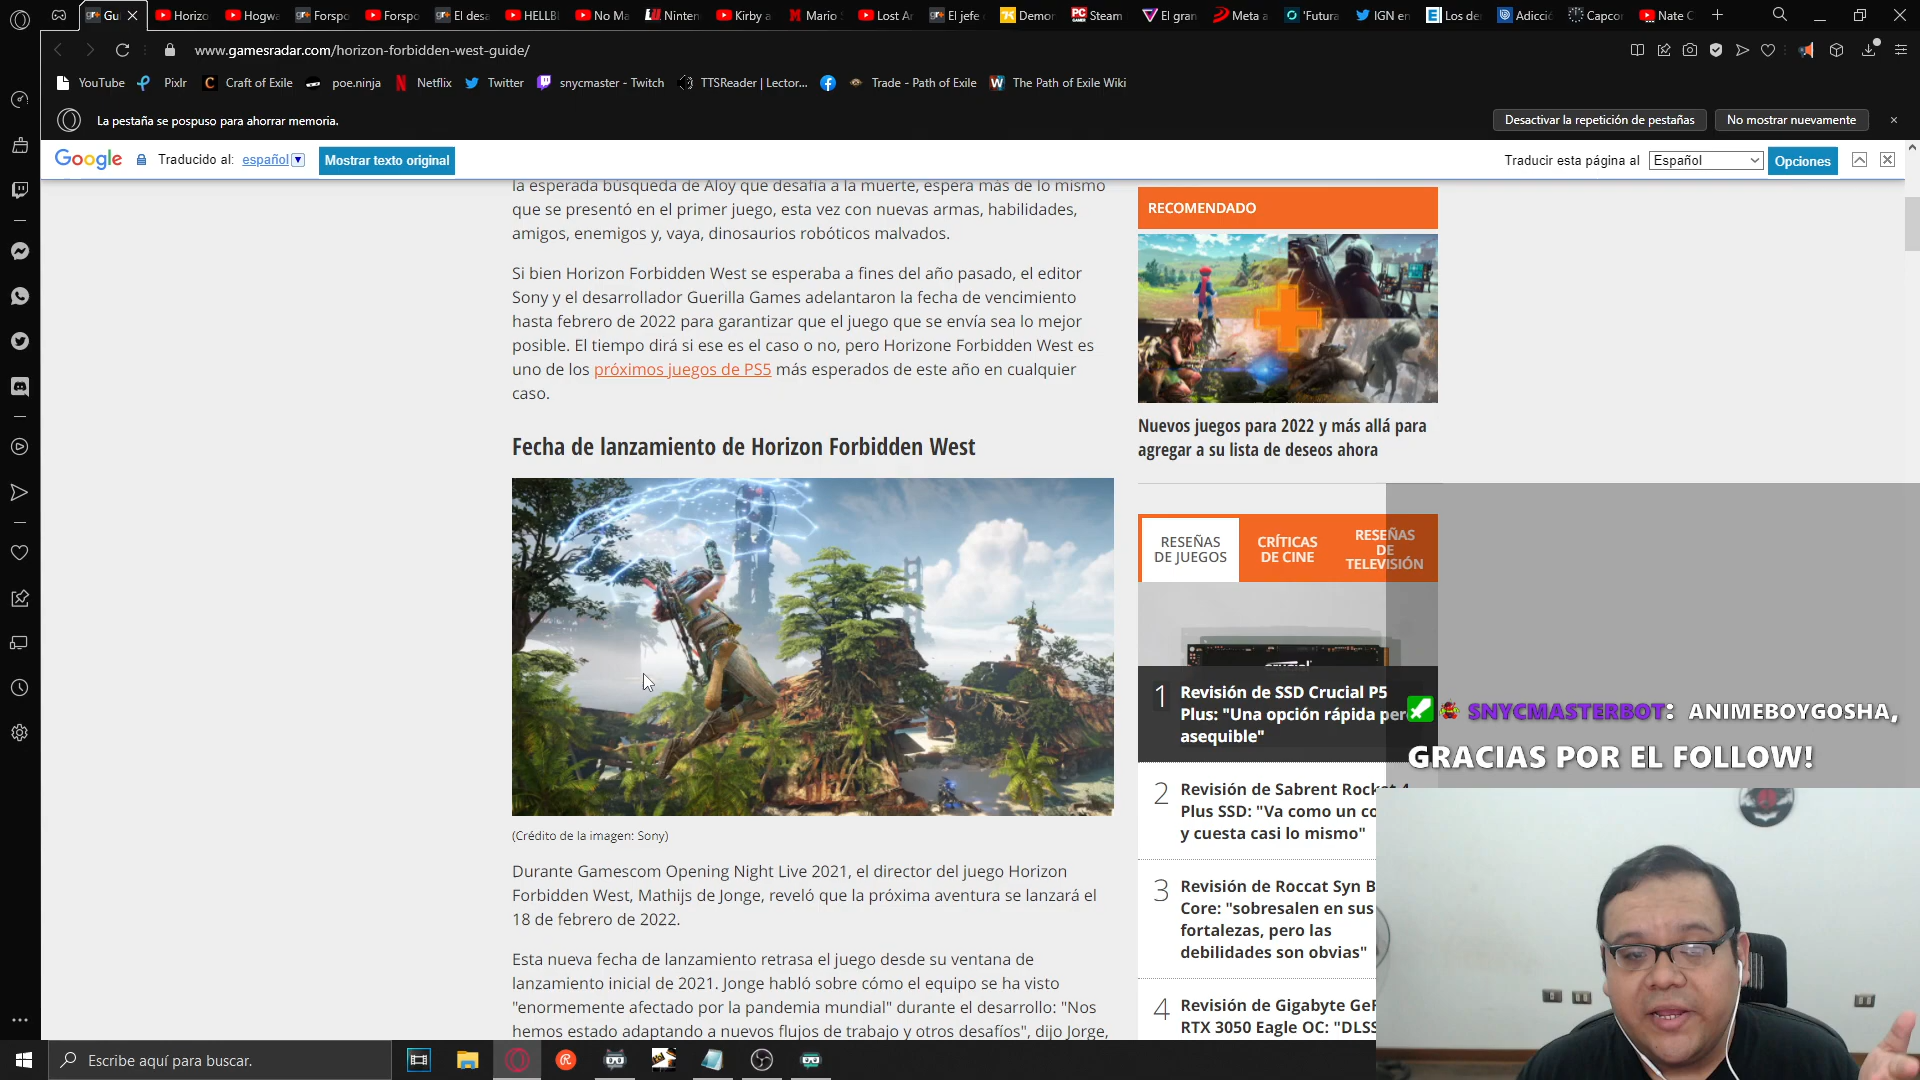 Gu
Horizo
Hogwa
Forspo
Forspo
El desa
HELLBI
No Ma
Ninten
Kirby a
Mario
Lost Ar
El jefe
Demor
Steam
El gran
Meta a
'Futura
IGN en
Los de
Adicció
Capco
Nate C
www.gamesradar.com/horizon-forbidden-west-guide/
YouTube
Pixlr
Craft of Exile
poe.ninja
Netflix
Twitter
snycmaster - Twitch
TTSReader | Lector...
Trade - Path of Exile
The Path of Exile Wiki
La pestaña se pospuso para ahorrar memoria.
Desactivar la repetición de pestañas
No mostrar nuevamente
Google
Traducido al: español
Mostrar texto original
Traducir esta página al
Español
Opciones
la esperada búsqueda de Aloy que desafía a la muerte, espera más de lo mismo
que se presentó en el primer juego, esta vez con nuevas armas, habilidades,
amigos, enemigos y, vaya, dinosaurios robóticos malvados.
Si bien Horizon Forbidden West se esperaba a fines del año pasado, el editor
Sony y el desarrollador Guerilla Games adelantaron la fecha de vencimiento
hasta febrero de 2022 para garantizar que el juego que se envía sea lo mejor
posible. El tiempo dirá si ese es el caso o no, pero Horizone Forbidden West es
uno de los próximos juegos de PS5 más esperados de este año en cualquier
caso.
Fecha de lanzamiento de Horizon Forbidden West
(Crédito de la imagen: Sony)
Durante Gamescom Opening Night Live 2021, el director del juego Horizon
Forbidden West, Mathijs de Jonge, reveló que la próxima aventura se lanzará el
18 de febrero de 2022.
Esta nueva fecha de lanzamiento retrasa el juego desde su ventana de
lanzamiento inicial de 2021. Jonge habló sobre cómo el equipo se ha visto
"enormemente afectado por la pandemia mundial" durante el desarrollo: "Nos
hemos estado adaptando a nuevos flujos de trabajo y otros desafíos", dijo Jorge,
RECOMENDADO
Nuevos juegos para 2022 y más allá para
agregar a su lista de deseos ahora
RESEÑAS
DE JUEGOS
CRÍTICAS
DE CINE
RESEÑAS
DE
TELEVISIÓN
crucial
1
Revisión de SSD Crucial P5
Plus: "Una opción rápida per
asequible"
2
Revisión de Sabrent Rocket 4
Plus SSD: "Va como un co
y cuesta casi lo mismo"
3
Revisión de Roccat Syn B
Core: "sobresalen en sus
fortalezas, pero las
debilidades son obvias"
4
Revisión de Gigabyte GeF
RTX 3050 Eagle OC: "DLSS
SNYCMASTERBOT: ANIMEBOYGOSHA,
GRACIAS POR EL FOLLOW!
Escribe aquí para buscar.